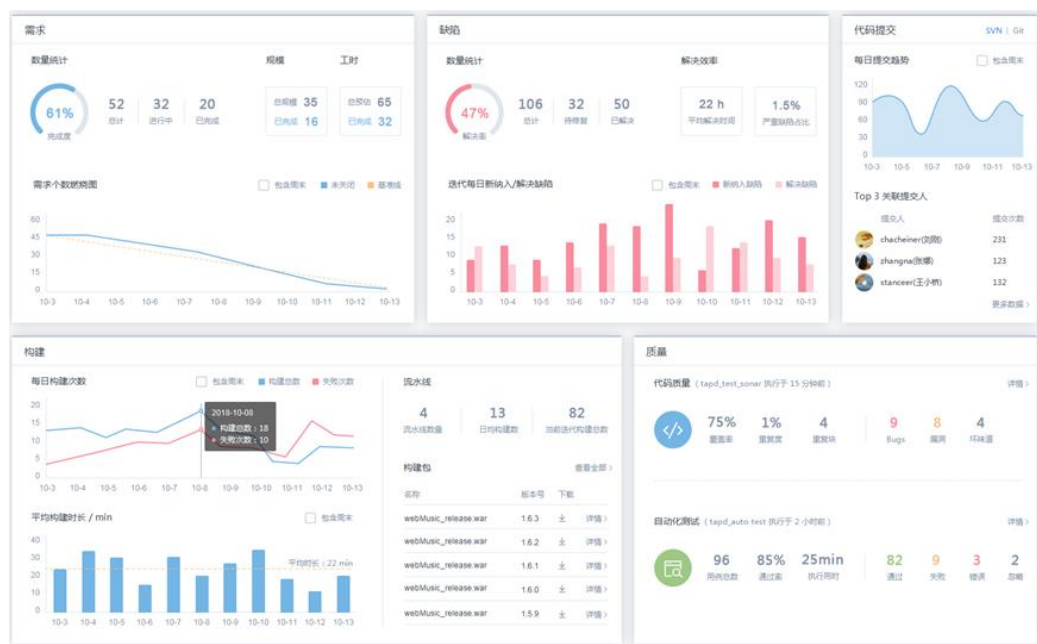 需求
数量统计
规模
工时
61%
完成度
52
总计
32
进行中
20
已完成
总规模 35
已完成 16
总预估 65
已完成 32
需求个数燃烧图
包含周末
未关闭
基准线
60
45
30
15
0
10-3 10-4 10-5 10-6 10-7 10-8 10-9 10-10 10-11 10-12 10-13
缺陷
数量统计
解决效率
47%
解决率
106
总计
32
待修复
50
已解决
22 h
平均解决时间
1.5%
严重缺陷占比
迭代每日新纳入/解决缺陷
包含周末
新纳入缺陷
解决缺陷
20
15
10
5
0
10-3 10-4 10-5 10-6 10-7 10-8 10-9 10-10 10-11 10-12 10-13
代码提交
SVN | Git
每日提交趋势
包含周末
120
90
60
30
0
10-3 10-5 10-7 10-9 10-11 10-13
Top 3 关联提交人
提交人 提交次数
chacheiner(刘刚) 231
zhangna(张娜) 123
stanceer(王小桥) 132
更多数据 >
构建
每日构建次数
包含周末
构建总数
失败次数
20
15
10
5
0
2018-10-08
构建总数：18
失败次数：10
10-3 10-4 10-5 10-6 10-7 10-8 10-9 10-10 10-11 10-12 10-13
平均构建时长 / min
包含周末
40
30
20
10
0
平均时长：22 min
10-3 10-4 10-5 10-6 10-7 10-8 10-9 10-10 10-11 10-12 10-13
流水线
4
流水线数量
13
日均构建数
82
当前迭代构建总数
构建包
查看全部 >
名称 版本号 下载
webMusic_release.war 1.6.3 详情 >
webMusic_release.war 1.6.2 详情 >
webMusic_release.war 1.6.1 详情 >
webMusic_release.war 1.6.0 详情 >
webMusic_release.war 1.5.9 详情 >
质量
代码质量 （ tapd_test_sonar 执行于 15 分钟前 ）
详情 >
</>
75%
覆盖率
1%
重复度
4
重复块
9
Bugs
8
漏洞
4
坏味道
自动化测试 （ tapd_auto test 执行于 2 小时前 ）
详情 >
96
用例总数
85%
通过率
25min
执行用时
82
通过
9
失败
3
错误
2
忽略